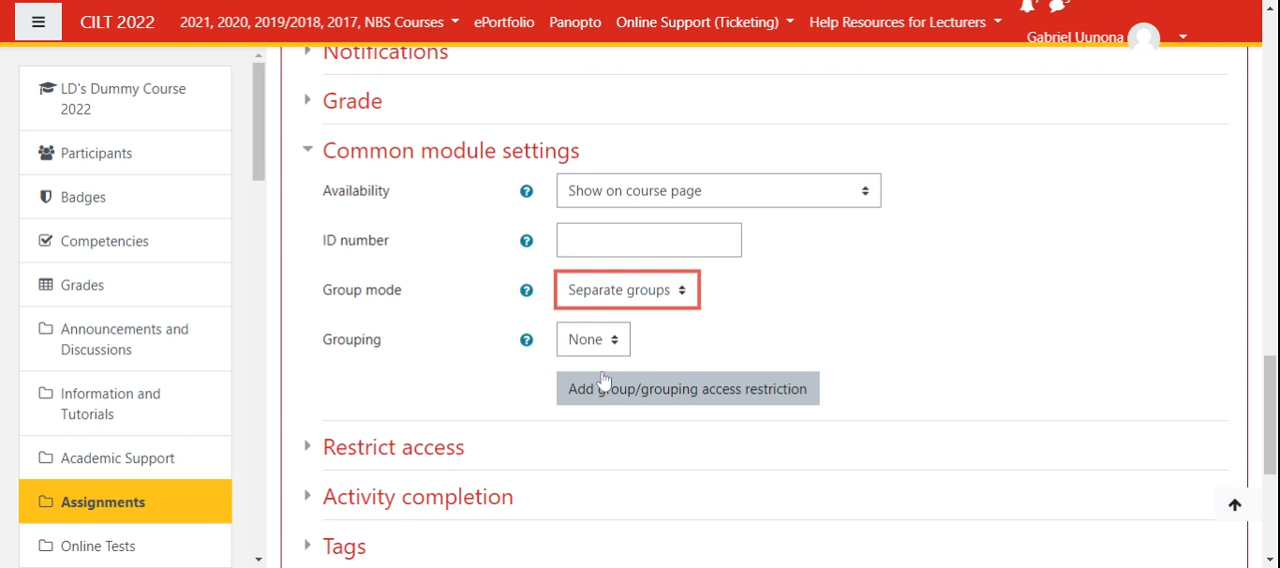 CILT 2022
2021, 2020, 2019/2018, 2017, NBS Courses
ePortfolio
Panopto
Online Support (Ticketing)
Help Resources for Lecturers
Gabriel Uunona
LD's Dummy Course
2022
Participants
Badges
Competencies
Grades
Announcements and
Discussions
Information and
Tutorials
Academic Support
Assignments
Online Tests
Notifications
Grade
Common module settings
Availability
Show on course page
ID number
Group mode
Separate groups
Grouping
None
Add group/grouping access restriction
Restrict access
Activity completion
Tags